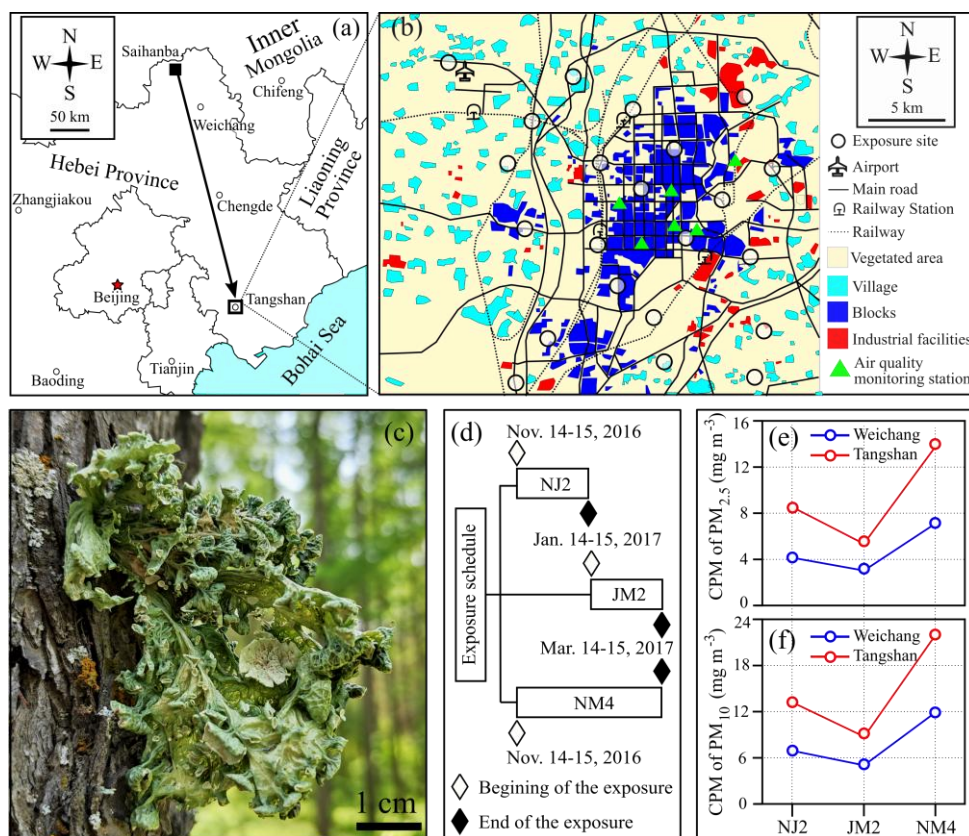 N
W E
S
50 km
Saihanba
Inner
Mongolia
(a)
Chifeng
Weichang
Hebei Province
Liaoning
Province
Zhangjiakou
Chengde
Beijing
Tangshan
Tianjin
Baoding
Bohai Sea
(b)
N
W E
S
5 km
Exposure site
Airport
Main road
Railway Station
Railway
Vegetated area
Village
Blocks
Industrial facilities
Air quality
monitoring station
(c)
1 cm
(d)
Nov. 14-15, 2016
NJ2
Jan. 14-15, 2017
JM2
Mar. 14-15, 2017
NM4
Nov. 14-15, 2016
Exposure schedule
Begining of the exposure
End of the exposure
(e)
Weichang
Tangshan
CPM of PM2.5 (mg m-3)
16
12
8
4
0
(f)
Weichang
Tangshan
CPM of PM10 (mg m-3)
24
18
12
6
0
NJ2 JM2 NM4